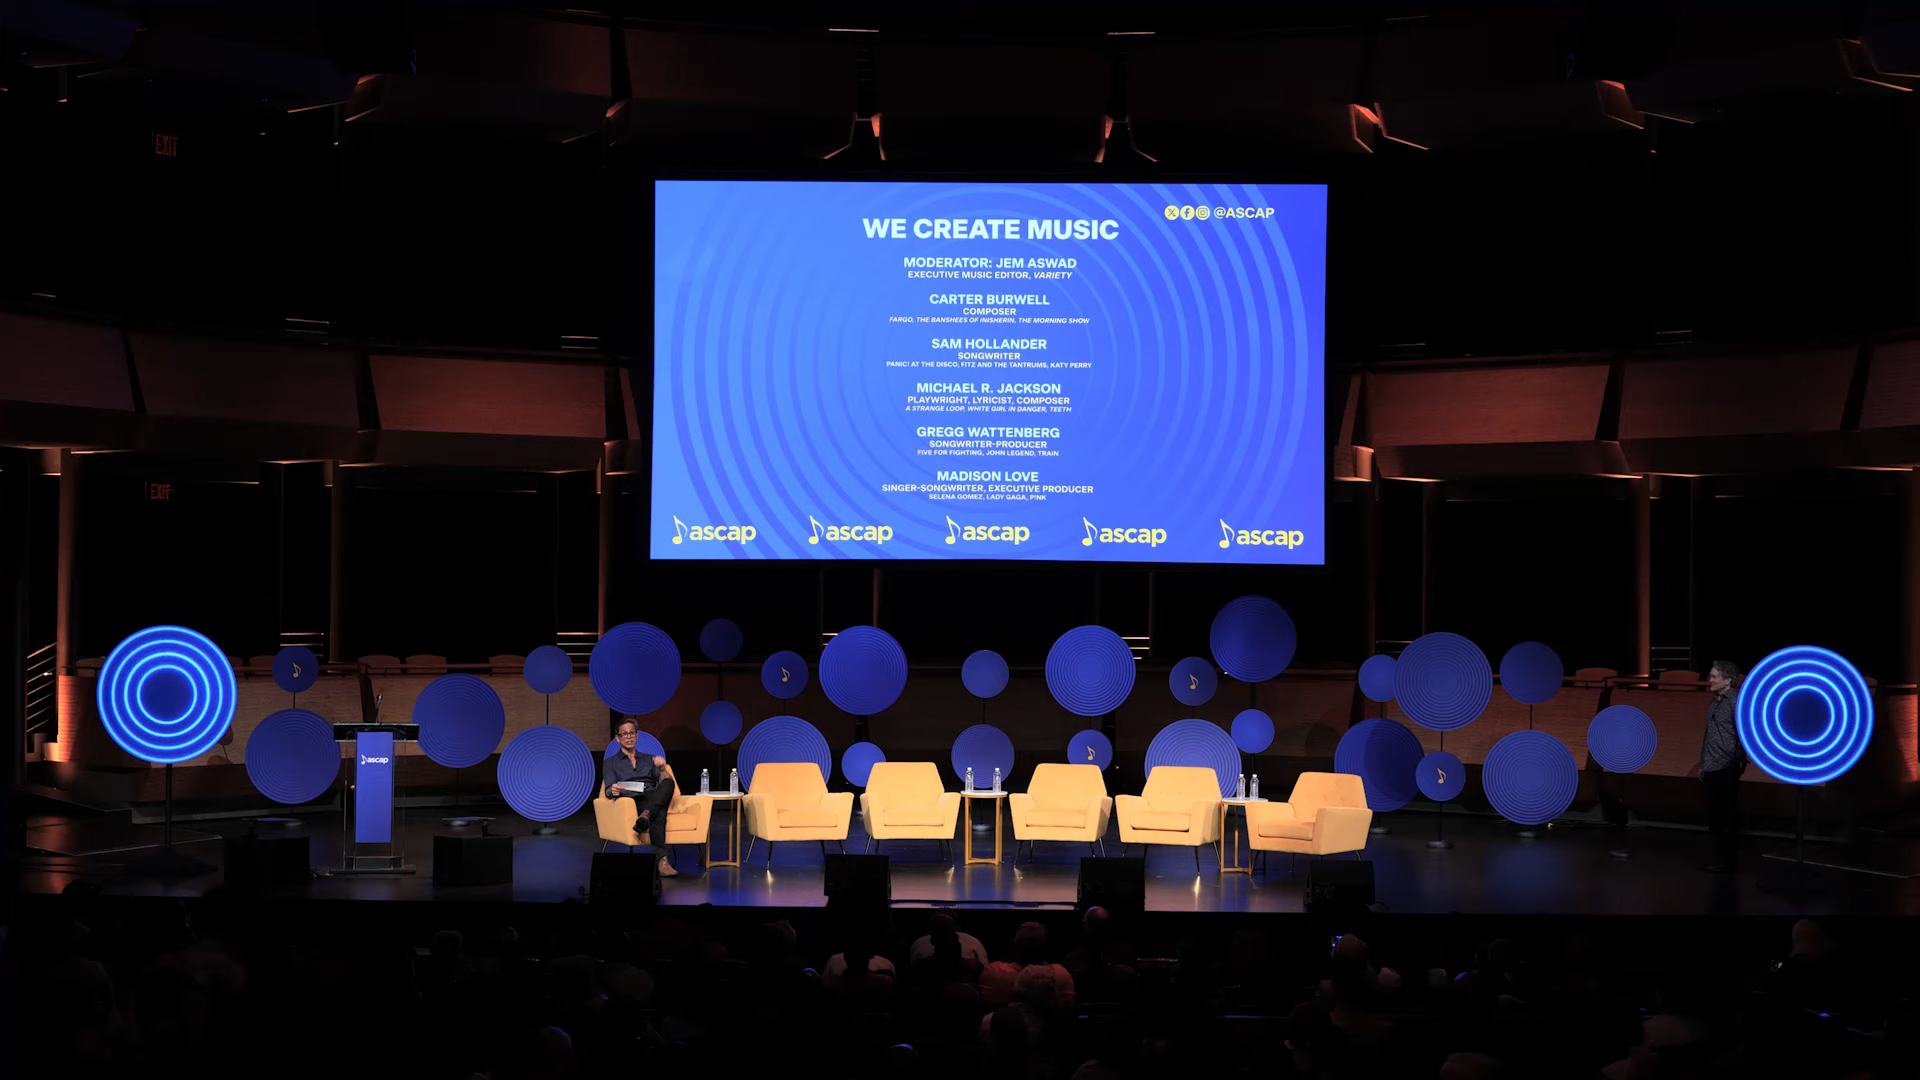 EXIT
@ASCAP
WE CREATE MUSIC
MODERATOR: JEM ASWAD
EXECUTIVE MUSIC EDITOR, VARIETY
CARTER BURWELL
COMPOSER
FARGO, THE BANSHEES OF INISHERIN, THE MORNING SHOW
SAM HOLLANDER
SONGWRITER
PANIC! AT THE DISCO, FITZ AND THE TANTRUMS, KATY PERRY
MICHAEL R. JACKSON
PLAYWRIGHT, LYRICIST, COMPOSER
A STRANGE LOOP, WHITE GIRL IN DANGER, TEETH
GREGG WATTENBERG
SONGWRITER-PRODUCER
FIVE FOR FIGHTING, JOHN LEGEND, TRAIN
MADISON LOVE
SINGER-SONGWRITER, EXECUTIVE PRODUCER
SELENA GOMEZ, LADY GAGA, P!NK
ascap ascap ascap ascap ascap
EXIT
ascap